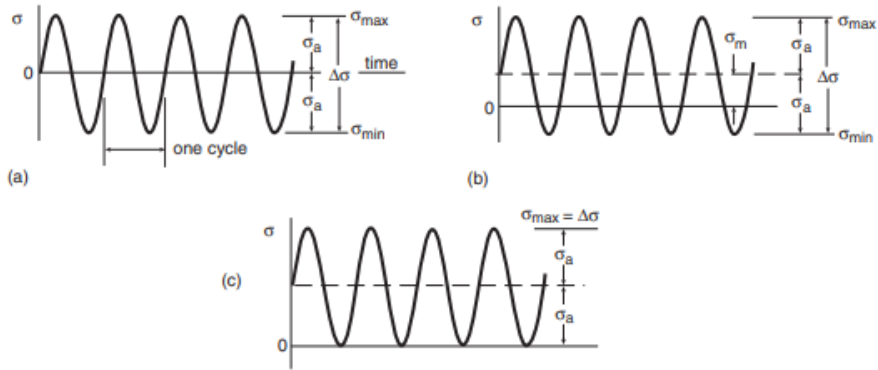 σ
σmax
σa
0
time
Δσ
σa
σmin
one cycle
(a)
σ
σmax
σm
σa
Δσ
0
σa
σmin
(b)
σmax = Δσ
σ
σa
(c)
σa
0